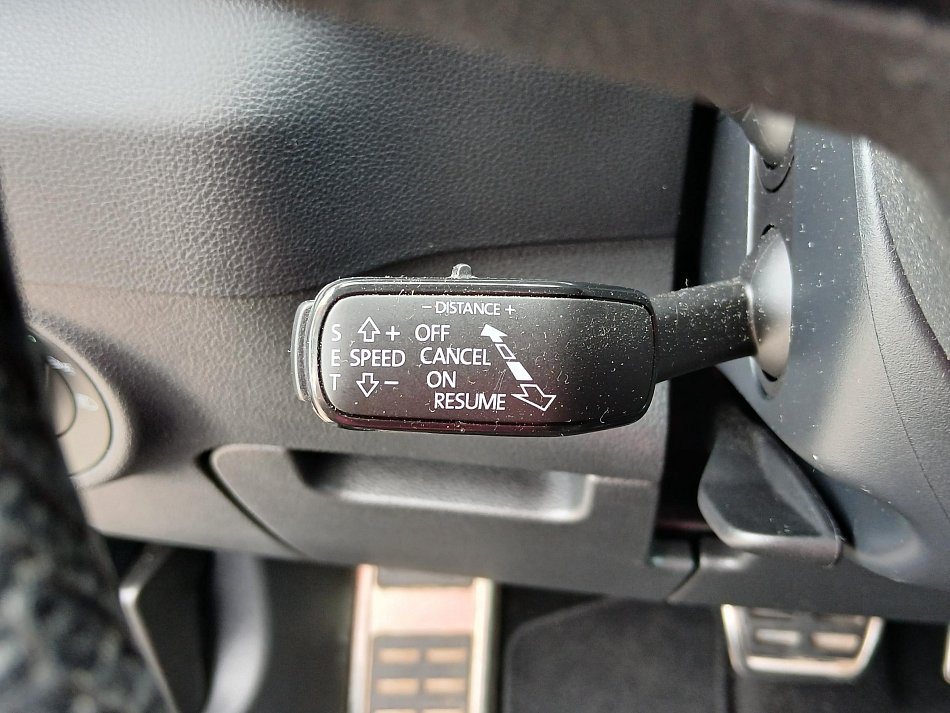 − DISTANCE +
S + OFF
E SPEED CANCEL
T − ON
RESUME